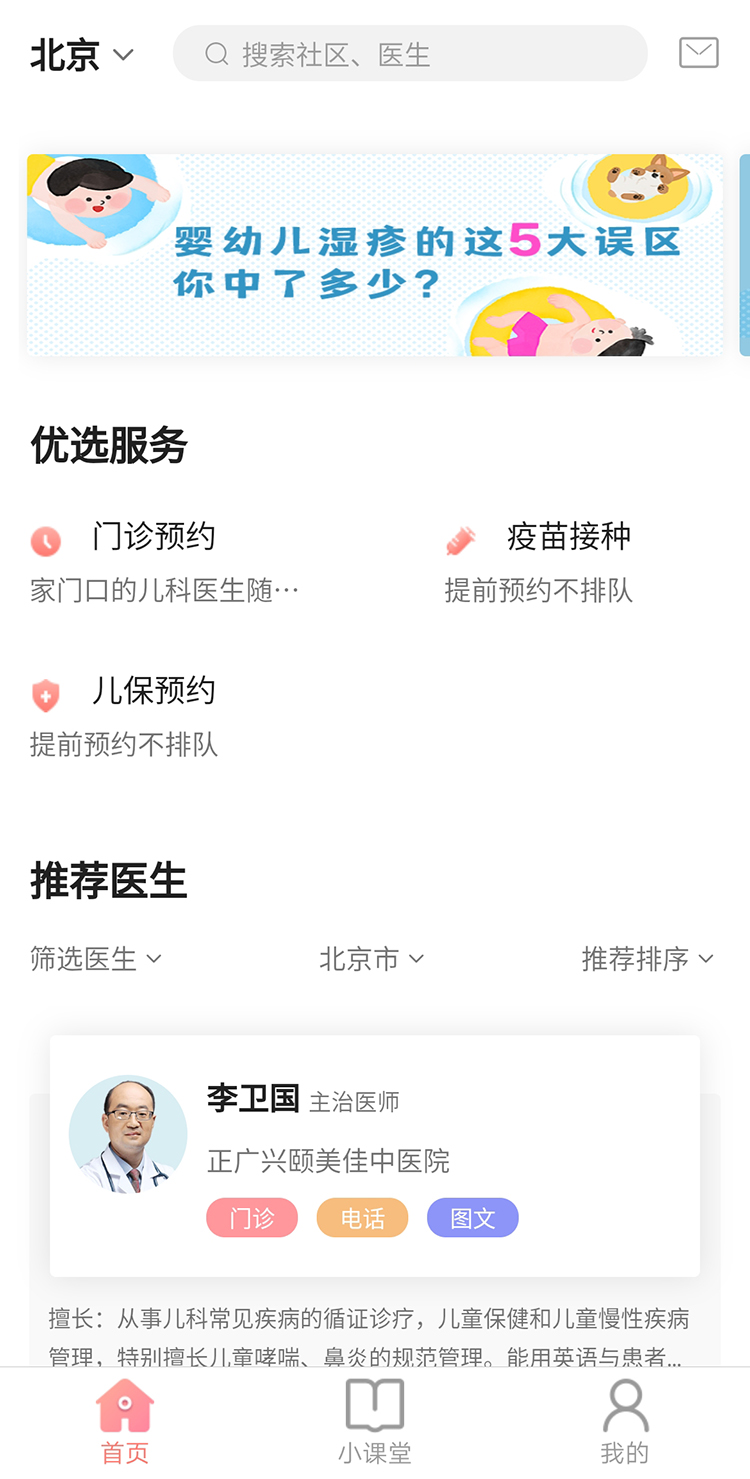 北京
搜索社区、医生
婴幼儿湿疹的这5大误区
你中了多少？
优选服务
门诊预约
疫苗接种
家门口的儿科医生随…
提前预约不排队
儿保预约
提前预约不排队
推荐医生
筛选医生
北京市
推荐排序
李卫国 主治医师
正广兴颐美佳中医院
门诊
电话
图文
擅长：从事儿科常见疾病的循证诊疗，儿童保健和儿童慢性疾病
管理，特别擅长儿童哮喘、鼻炎的规范管理。能用英语与患者...
首页
小课堂
我的